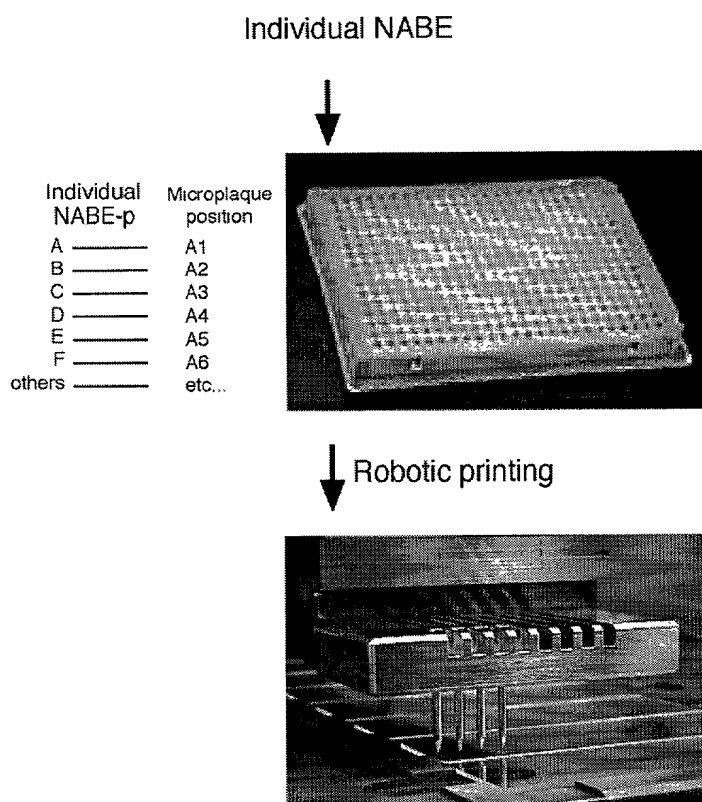 Individual NABE
Individual Microplaque
NABE-p position
A A1
B A2
C A3
D A4
E A5
F A6
others etc...
Robotic printing